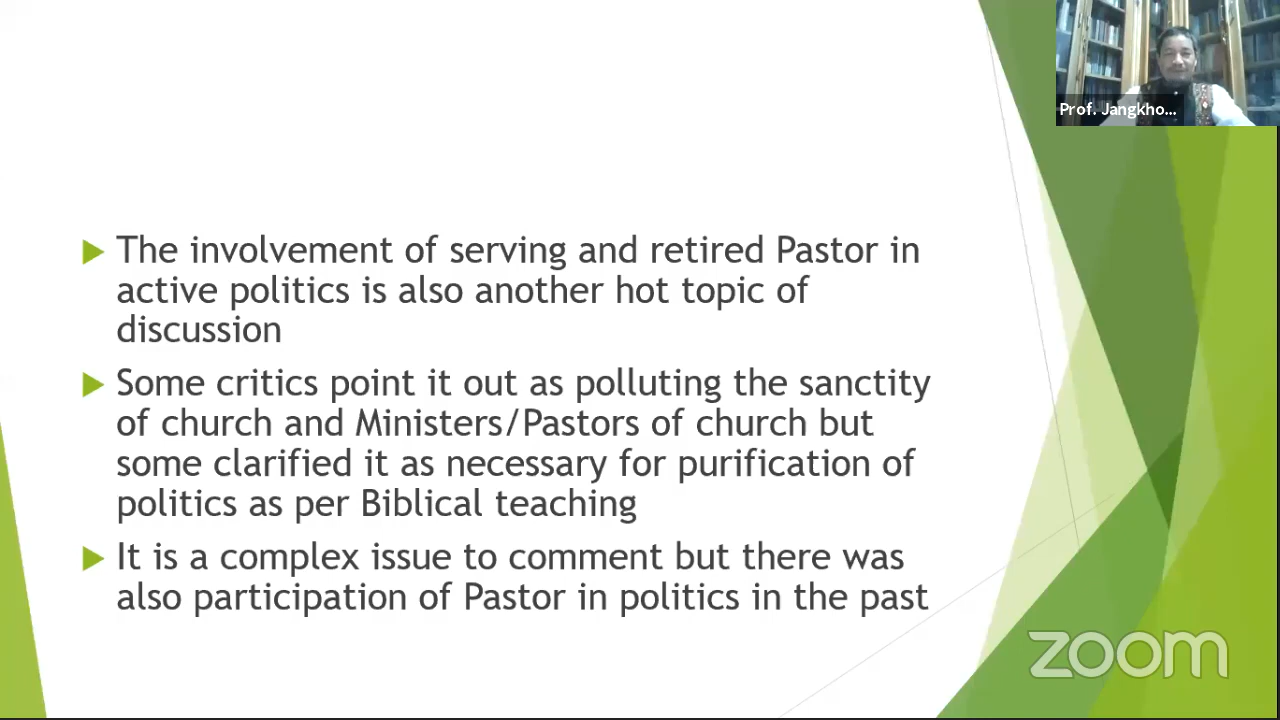 Prof. Jangkho...
The involvement of serving and retired Pastor in
active politics is also another hot topic of
discussion
Some critics point it out as polluting the sanctity
of church and Ministers/Pastors of church but
some clarified it as necessary for purification of
politics as per Biblical teaching
It is a complex issue to comment but there was
also participation of Pastor in politics in the past
zoom